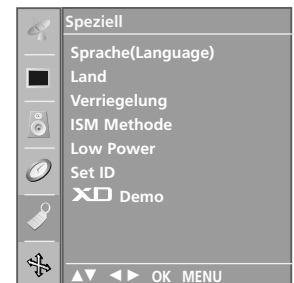 Speziell
Sprache(Language)
Land
Verriegelung
ISM Methode
Low Power
Set ID
XD Demo
▲▼ ◄► OK MENU